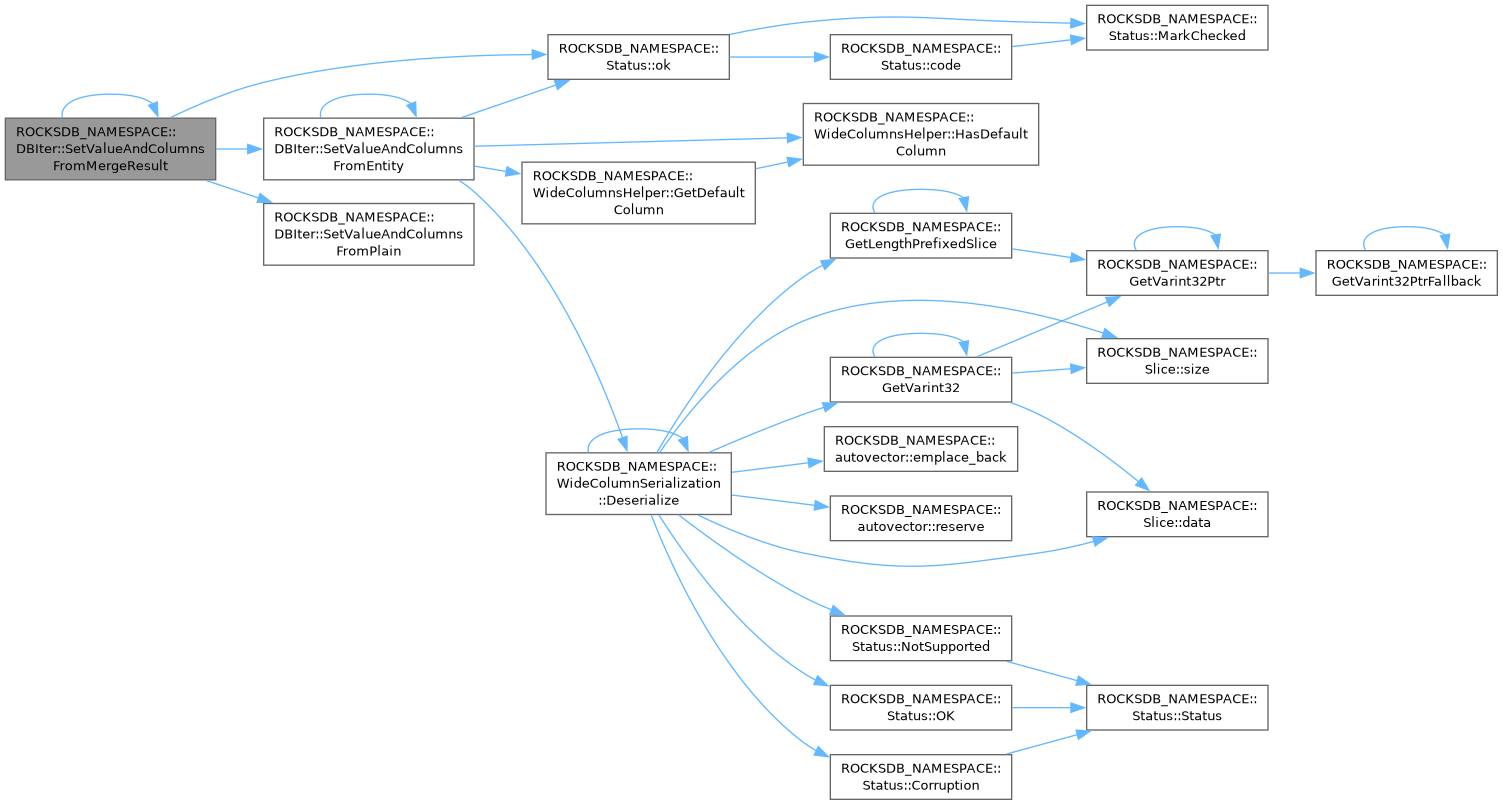 ROCKSDB_NAMESPACE::
DBIter::SetValueAndColumns
FromMergeResult
ROCKSDB_NAMESPACE::
DBIter::SetValueAndColumns
FromEntity
ROCKSDB_NAMESPACE::
DBIter::SetValueAndColumns
FromPlain
ROCKSDB_NAMESPACE::
Status::ok
ROCKSDB_NAMESPACE::
WideColumnsHelper::GetDefault
Column
ROCKSDB_NAMESPACE::
WideColumnSerialization
::Deserialize
ROCKSDB_NAMESPACE::
Status::code
ROCKSDB_NAMESPACE::
WideColumnsHelper::HasDefault
Column
ROCKSDB_NAMESPACE::
GetLengthPrefixedSlice
ROCKSDB_NAMESPACE::
GetVarint32
ROCKSDB_NAMESPACE::
autovector::emplace_back
ROCKSDB_NAMESPACE::
autovector::reserve
ROCKSDB_NAMESPACE::
Status::NotSupported
ROCKSDB_NAMESPACE::
Status::OK
ROCKSDB_NAMESPACE::
Status::Corruption
ROCKSDB_NAMESPACE::
Status::MarkChecked
ROCKSDB_NAMESPACE::
GetVarint32Ptr
ROCKSDB_NAMESPACE::
Slice::size
ROCKSDB_NAMESPACE::
Slice::data
ROCKSDB_NAMESPACE::
Status::Status
ROCKSDB_NAMESPACE::
GetVarint32PtrFallback